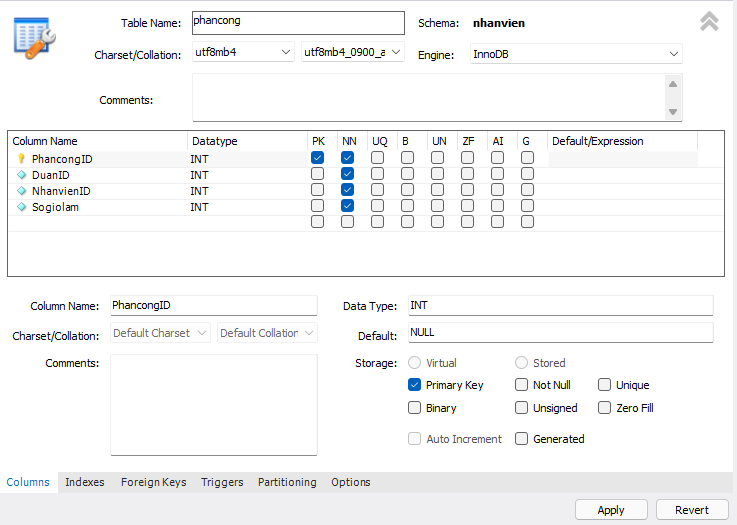 Table Name: phancong Schema: nhanvien
Charset/Collation: utf8mb4 utf8mb4_0900_a Engine: InnoDB
Comments:
Column Name Datatype PK NN UQ B UN ZF AI G Default/Expression
PhancongID INT
DuanID INT
NhanvienID INT
Sogiolam INT
Column Name: PhancongID Data Type: INT
Charset/Collation: Default Charset Default Collation Default: NULL
Comments: Storage: Virtual Stored
Primary Key Not Null Unique
Binary Unsigned Zero Fill
Auto Increment Generated
Columns Indexes Foreign Keys Triggers Partitioning Options
Apply Revert